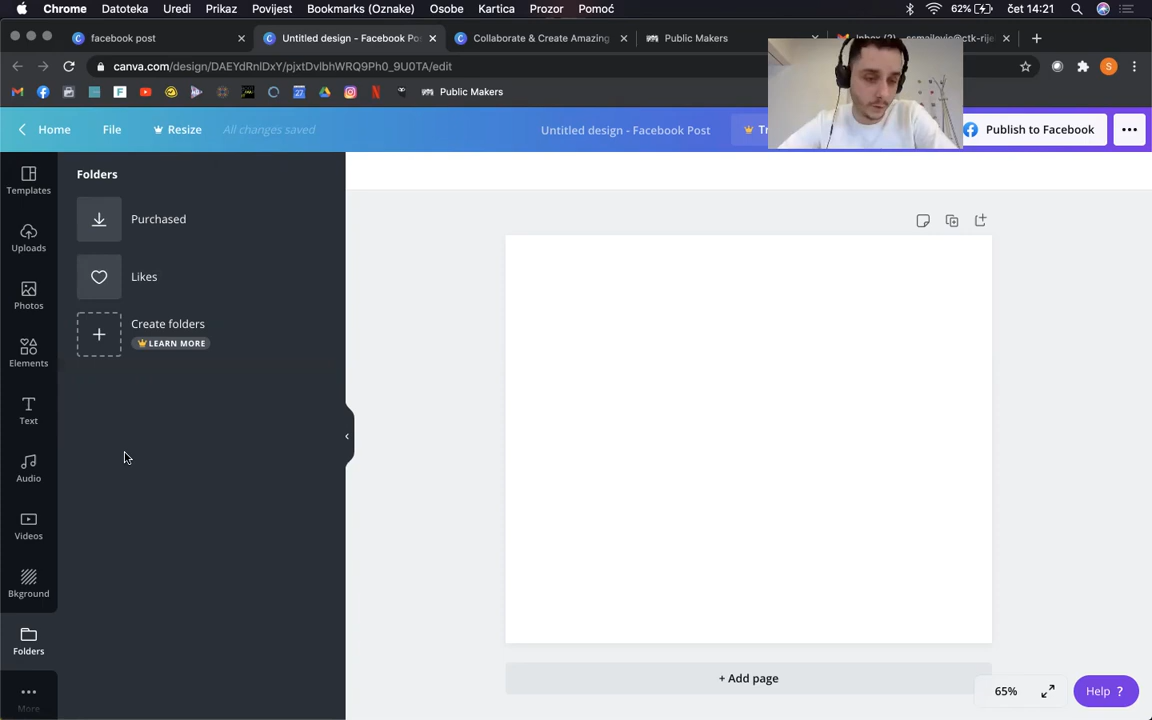 Chrome Datoteka Uredi Prikaz Povijest Bookmarks (Oznake) Osobe Kartica Prozor Pomoć 62% čet 14:21
facebook post
Untitled design - Facebook Po
Collaborate & Create Amazing
Public Makers
Inbox (2)
canva.com/design/DAEYdRnlDxY/pjxtDvlbhWRQ9Ph0_9U0TA/edit
S
Public Makers
Home File Resize All changes saved Untitled design - Facebook Post Publish to Facebook
Folders
Templates
Purchased
Uploads
Likes
Photos
Create folders
LEARN MORE
Elements
Text
Audio
Videos
Bkground
Folders
+ Add page
65%
Help ?
More